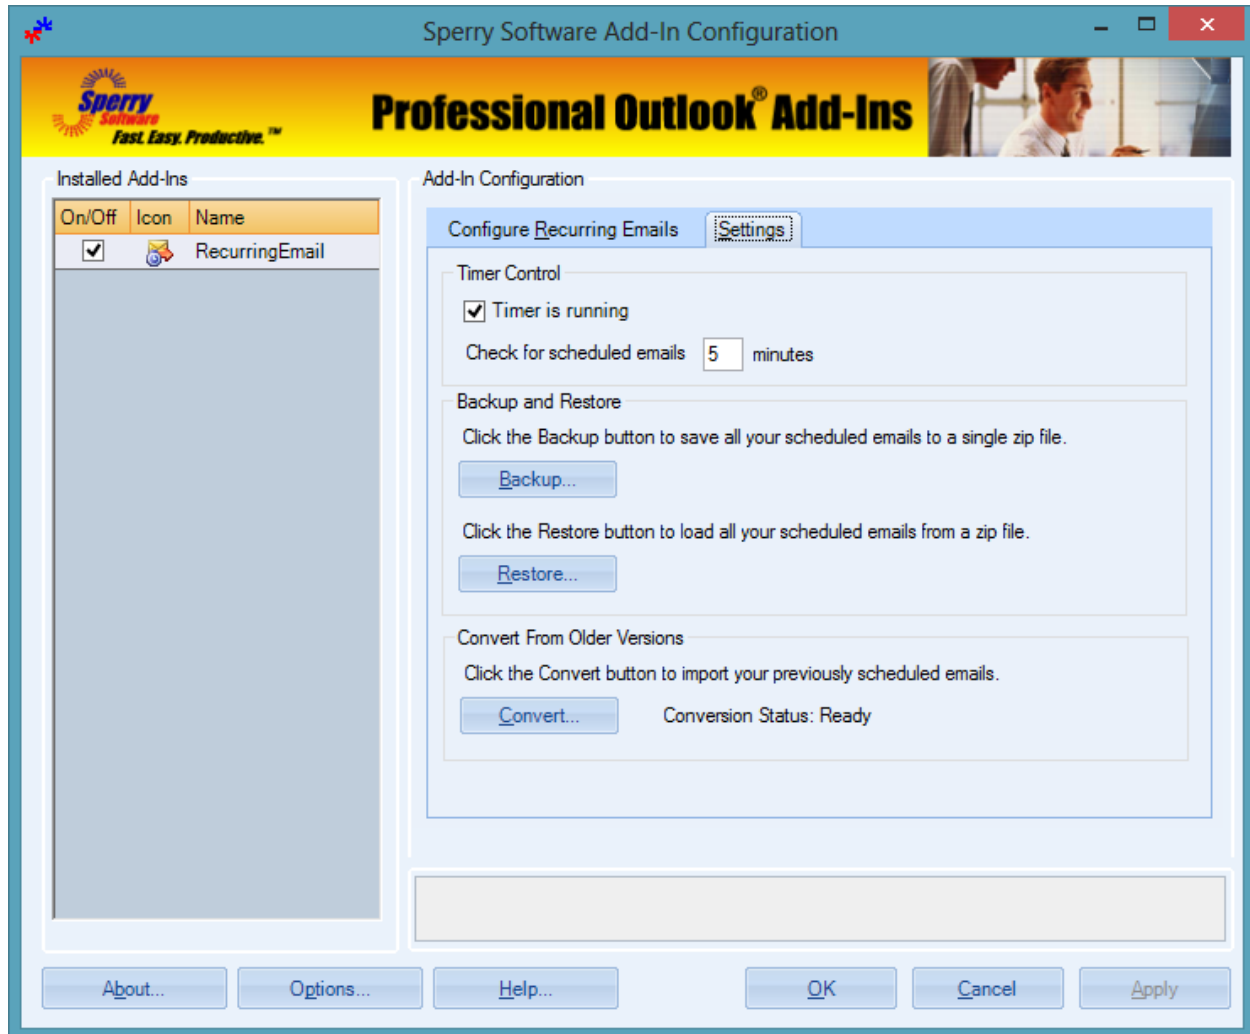 Sperry Software Add-In Configuration
Sperry
Software
Fast. Easy. Productive.™
Professional Outlook® Add-Ins
Installed Add-Ins
On/Off Icon Name
RecurringEmail
Add-In Configuration
Configure Recurring Emails Settings
Timer Control
Timer is running
Check for scheduled emails 5 minutes
Backup and Restore
Click the Backup button to save all your scheduled emails to a single zip file.
Backup...
Click the Restore button to load all your scheduled emails from a zip file.
Restore...
Convert From Older Versions
Click the Convert button to import your previously scheduled emails.
Convert... Conversion Status: Ready
About... Options... Help... OK Cancel Apply